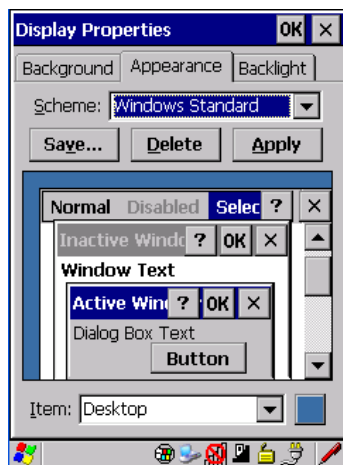 Display Properties OK ×
Background Appearance Backlight
Scheme: Windows Standard
Save... Delete Apply
Normal Disabled Selec ? ×
Inactive Windo ? OK ×
Window Text
Active Win ? OK ×
Dialog Box Text
Button
Item: Desktop